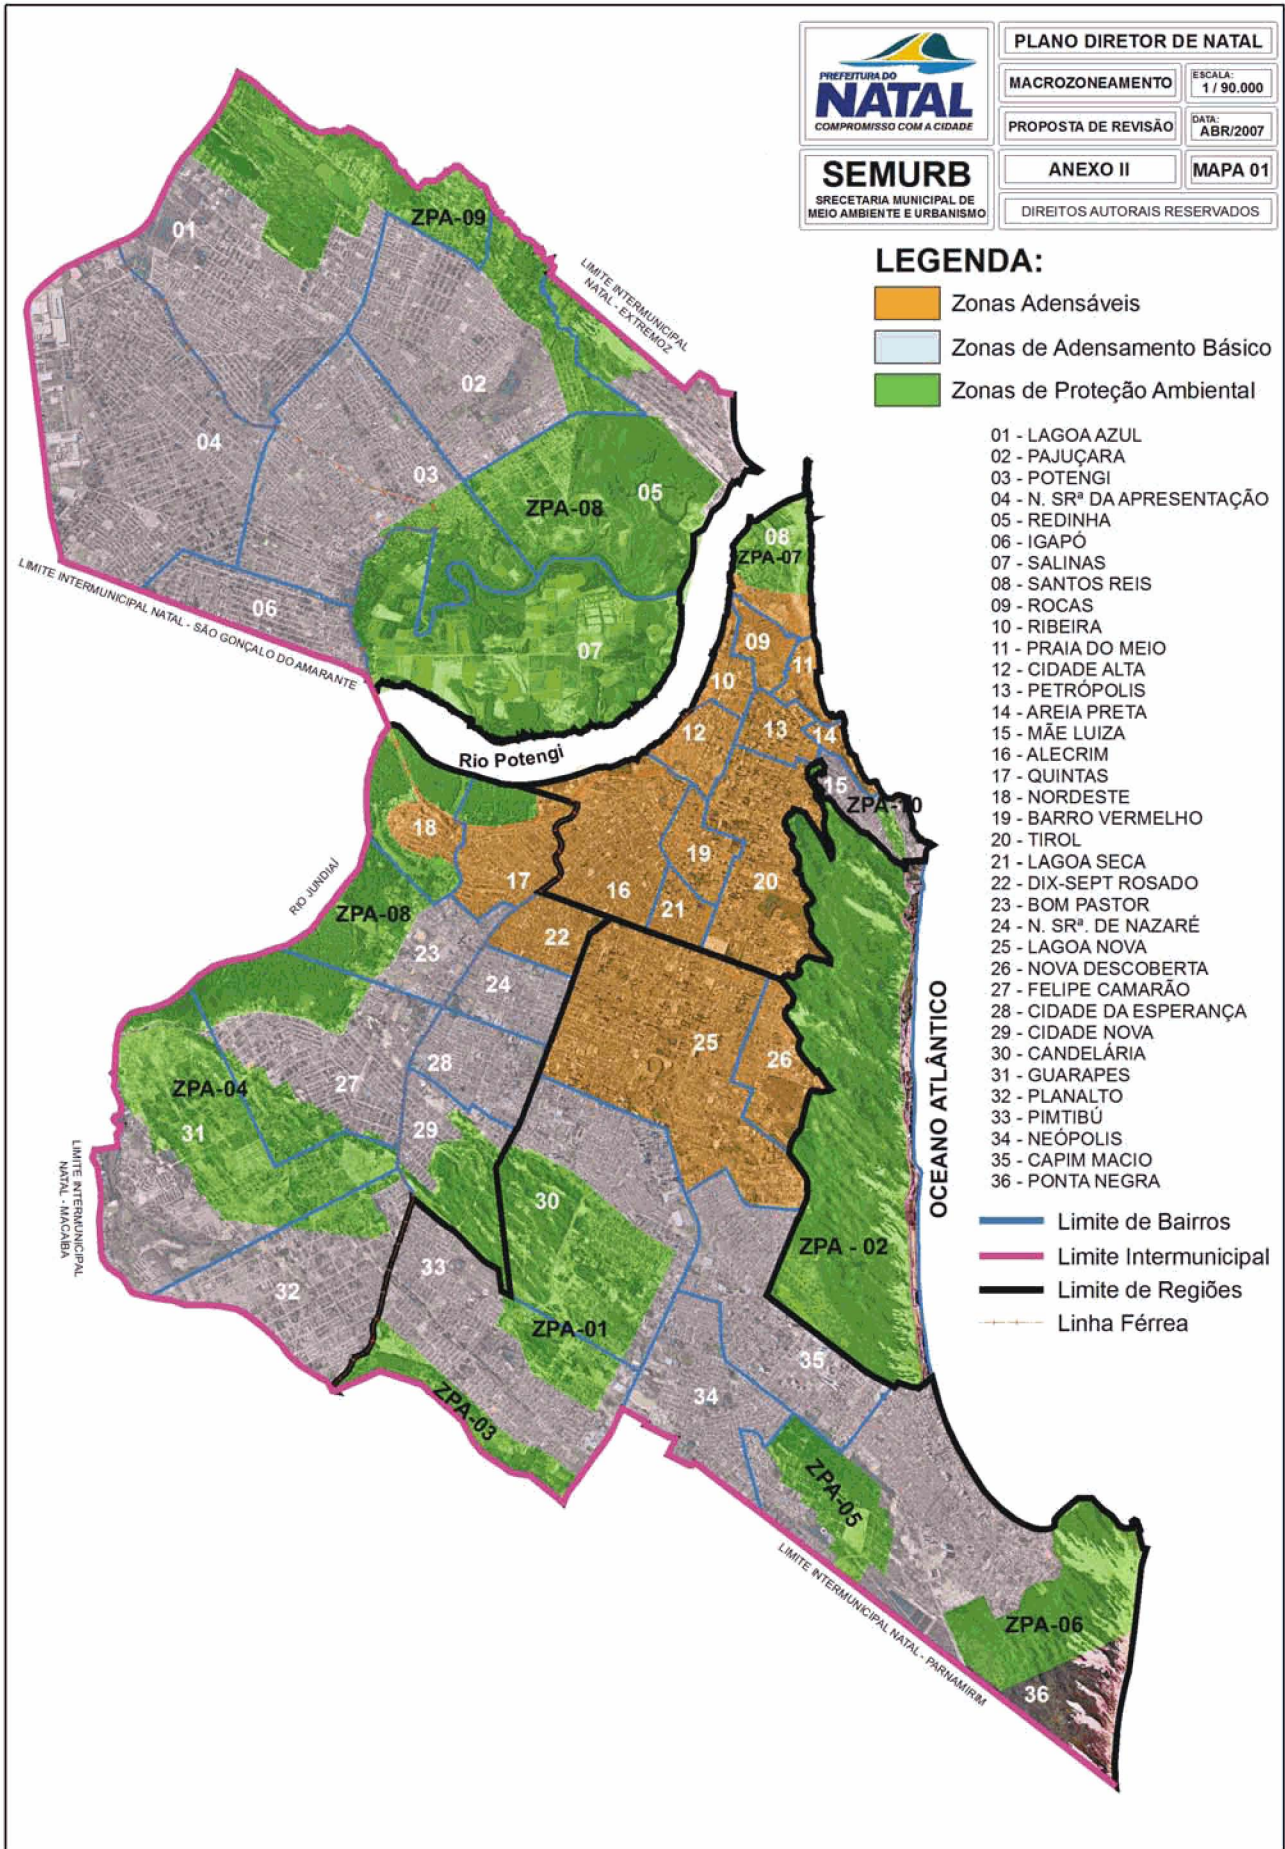 PREFEITURA DO
NATAL
COMPROMISSO COM A CIDADE
PLANO DIRETOR DE NATAL
MACROZONEAMENTO
ESCALA:
1 / 90.000
PROPOSTA DE REVISÃO
DATA:
ABR/2007
SEMURB
SRECETARIA MUNICIPAL DE
MEIO AMBIENTE E URBANISMO
ANEXO II
MAPA 01
DIREITOS AUTORAIS RESERVADOS
LEGENDA:
Zonas Adensáveis
Zonas de Adensamento Básico
Zonas de Proteção Ambiental
01 - LAGOA AZUL
02 - PAJUÇARA
03 - POTENGI
04 - N. SRª DA APRESENTAÇÃO
05 - REDINHA
06 - IGAPÓ
07 - SALINAS
08 - SANTOS REIS
09 - ROCAS
10 - RIBEIRA
11 - PRAIA DO MEIO
12 - CIDADE ALTA
13 - PETRÓPOLIS
14 - AREIA PRETA
15 - MÃE LUIZA
16 - ALECRIM
17 - QUINTAS
18 - NORDESTE
19 - BARRO VERMELHO
20 - TIROL
21 - LAGOA SECA
22 - DIX-SEPT ROSADO
23 - BOM PASTOR
24 - N. SRª. DE NAZARÉ
25 - LAGOA NOVA
26 - NOVA DESCOBERTA
27 - FELIPE CAMARÃO
28 - CIDADE DA ESPERANÇA
29 - CIDADE NOVA
30 - CANDELÁRIA
31 - GUARAPES
32 - PLANALTO
33 - PIMTIBÚ
34 - NEÓPOLIS
35 - CAPIM MACIO
36 - PONTA NEGRA
Limite de Bairros
Limite Intermunicipal
Limite de Regiões
Linha Férrea
ZPA-09
01
LIMITE INTERMUNICIPAL
NATAL - EXTREMOZ
02
04
03
05
ZPA-08
08
ZPA-07
LIMITE INTERMUNICIPAL NATAL - SÃO GONÇALO DO AMARANTE
06
07
09
11
10
12
13
14
Rio Potengi
15
ZPA-10
18
19
RIO JUNDIAÍ
17
16
20
21
ZPA-08
22
23
24
OCEANO ATLÂNTICO
25
26
28
27
ZPA-04
31
29
LIMITE INTERMUNICIPAL
NATAL - MACAÍBA
30
ZPA - 02
33
32
ZPA-01
35
34
ZPA-03
ZPA-05
LIMITE INTERMUNICIPAL NATAL - PARNAMIRIM
ZPA-06
36